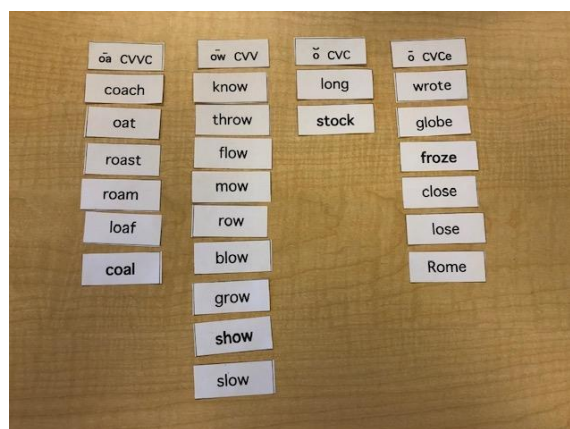 ōa CVVC
coach
oat
roast
roam
loaf
coal
ōw CVV
know
throw
flow
mow
row
blow
grow
show
slow
ŏ CVC
long
stock
ō CVCe
wrote
globe
froze
close
lose
Rome